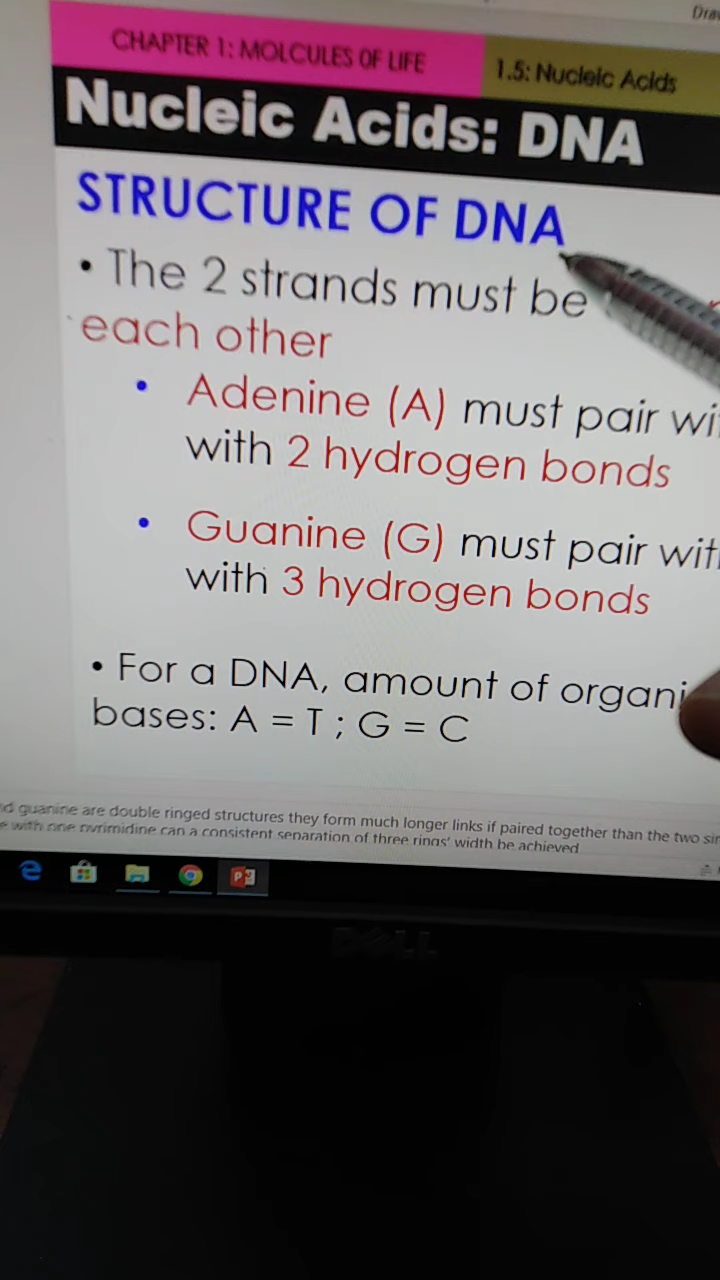 CHAPTER 1: MOLCULES OF LIFE
1.5: Nucleic Acids
Nucleic Acids: DNA
STRUCTURE OF DNA
• The 2 strands must be
each other
• Adenine (A) must pair
with 2 hydrogen bonds
• Guanine (G) must pair
with 3 hydrogen bonds
• For a DNA, amount of
bases: A = T ; G = C
guanine are double ringed structures they form much longer links if paired together than the two
with one pyrimidine can a consistent separation of three rings' width be achieved
DELL